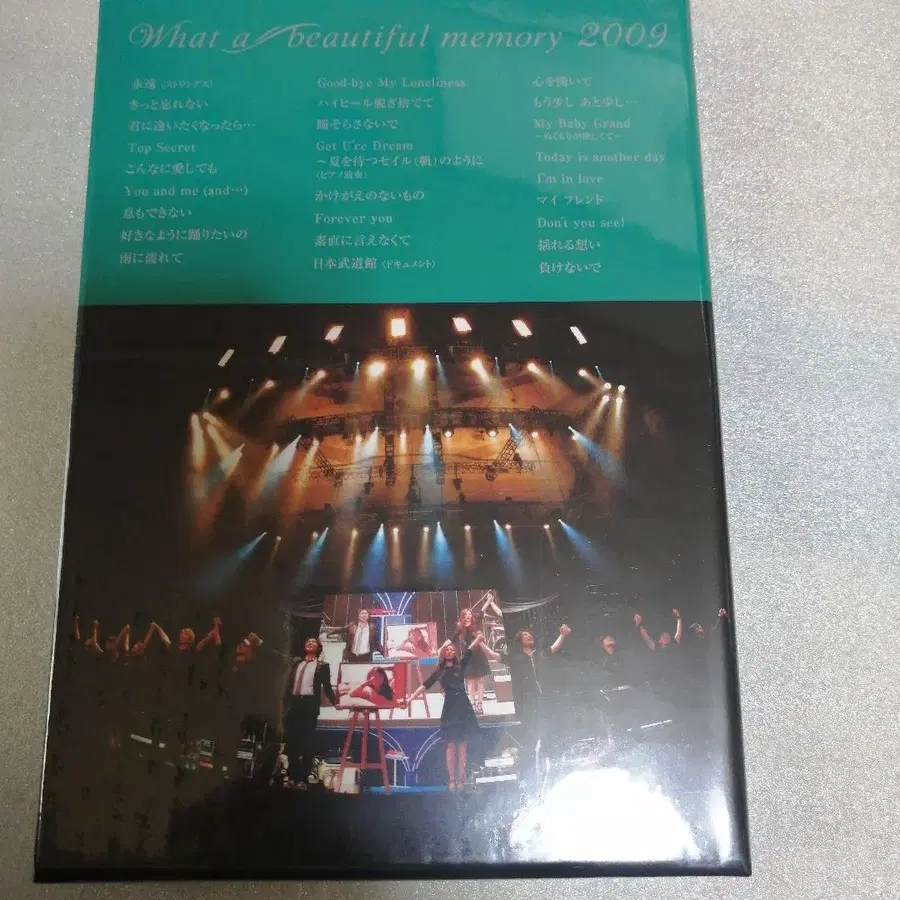 What a beautiful memory 2009
永遠 〈ストリングス〉
きっと忘れない
君に逢いたくなったら…
Top Secret
こんなに愛しても
You and me (and…)
息もできない
好きなように踊りたいの
雨に濡れて
Good-bye My Loneliness
ハイヒール脱ぎ捨てて
瞳そらさないで
Get U're Dream
～夏を待つセイル(帆)のように
〈ピアノ演奏〉
かけがえのないもの
Forever you
素直に言えなくて
日本武道館 〈ドキュメント〉
心を開いて
もう少し あと少し…
My Baby Grand
～ぬくもりが欲しくて～
Today is another day
I'm in love
マイ フレンド
Don't you see!
揺れる想い
負けないで